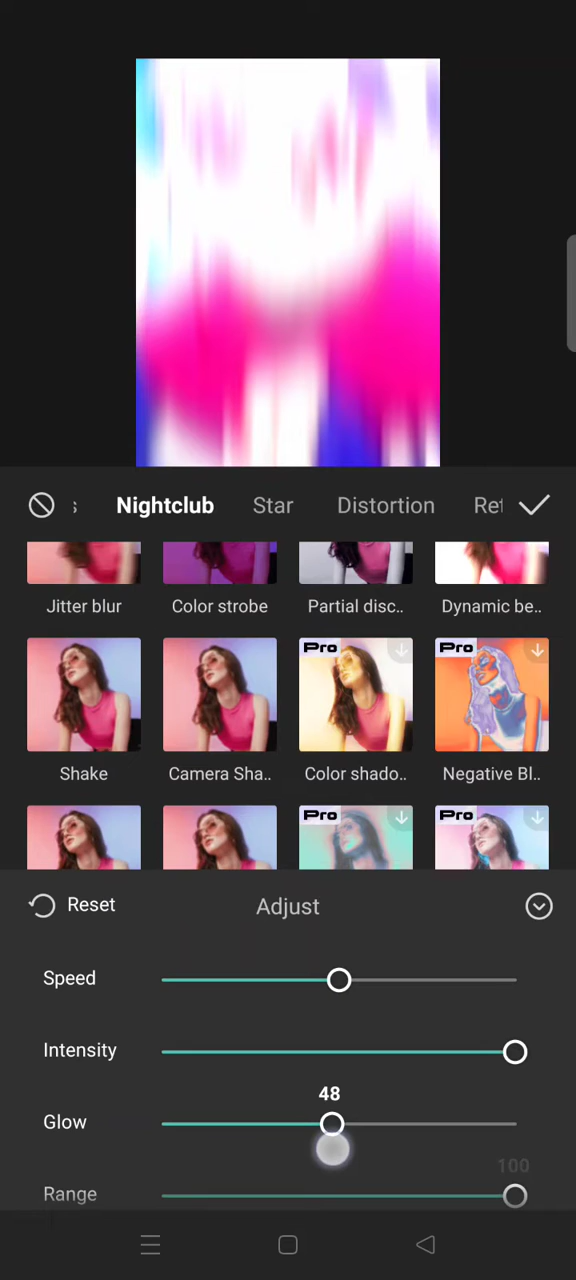 s Nightclub Star Distortion Ret
Jitter blur Color strobe Partial disc.. Dynamic be..
Pro Pro
Shake Camera Sha.. Color shado.. Negative Bl..
Pro Pro
Reset Adjust
Speed
Intensity
48
Glow
100
Range